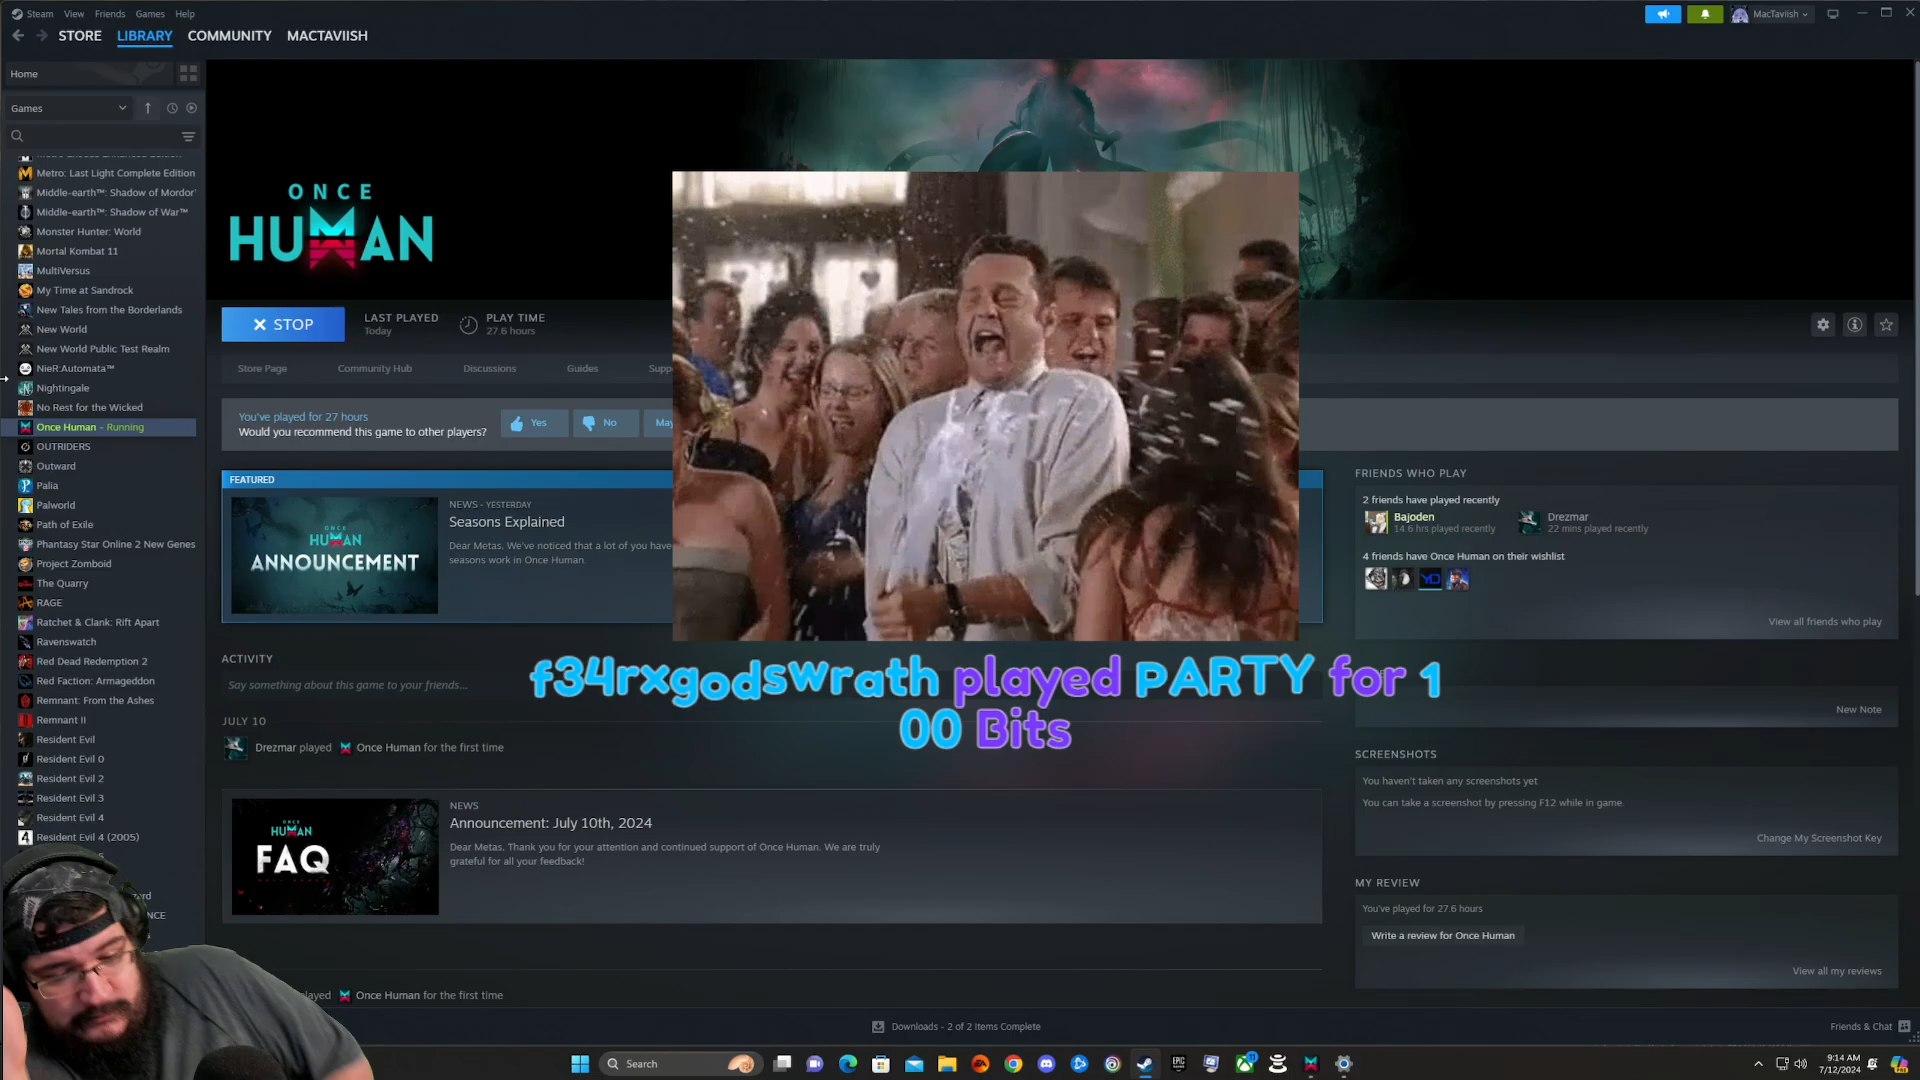 Steam View Friends Games Help
MacTaviish
STORE LIBRARY COMMUNITY MACTAVIISH
Home
Games
Metro: Last Light Complete Edition
Middle-earth™: Shadow of Mordor
Middle-earth™: Shadow of War™
Monster Hunter: World
Mortal Kombat 11
MultiVersus
My Time at Sandrock
New Tales from the Borderlands
New World
New World Public Test Realm
NieR:Automata™
Nightingale
No Rest for the Wicked
Once Human - Running
OUTRIDERS
Outward
Palia
Palworld
Path of Exile
Phantasy Star Online 2 New Genes
Project Zomboid
The Quarry
RAGE
Ratchet & Clank: Rift Apart
Ravenswatch
Red Dead Redemption 2
Red Faction: Armageddon
Remnant: From the Ashes
Remnant II
Resident Evil
Resident Evil 0
Resident Evil 2
Resident Evil 3
Resident Evil 4
Resident Evil 4 (2005)
ONCE
HUMAN
STOP
LAST PLAYED
Today
PLAY TIME
27.6 hours
Store Page Community Hub Discussions Guides Supp
You've played for 27 hours
Would you recommend this game to other players?
Yes No May
FEATURED
ONCE
HUMAN
ANNOUNCEMENT
NEWS - YESTERDAY
Seasons Explained
Dear Metas, We've noticed that a lot of you have
seasons work in Once Human.
f34rxgodswrath played PARTY for 1
00 Bits
ACTIVITY
Say something about this game to your friends...
JULY 10
Drezmar played Once Human for the first time
ONCE
HUMAN
FAQ
NEWS
Announcement: July 10th, 2024
Dear Metas, Thank you for your attention and continued support of Once Human. We are truly
grateful for all your feedback!
layed Once Human for the first time
FRIENDS WHO PLAY
2 friends have played recently
Bajoden
14.6 hrs played recently
Drezmar
22 mins played recently
4 friends have Once Human on their wishlist
View all friends who play
New Note
SCREENSHOTS
You haven't taken any screenshots yet
You can take a screenshot by pressing F12 while in game.
Change My Screenshot Key
MY REVIEW
You've played for 27.6 hours
Write a review for Once Human
View all my reviews
Downloads - 2 of 2 Items Complete
Friends & Chat
Search
9:14 AM
7/12/2024